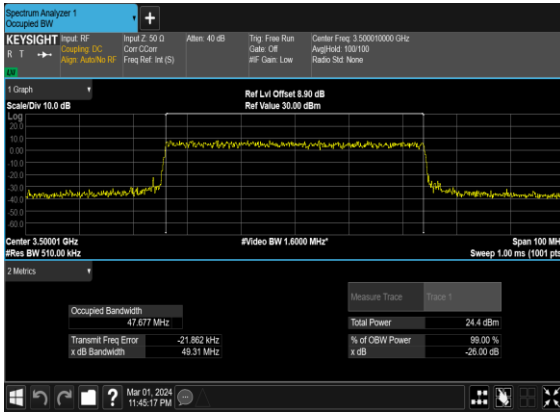 Spectrum Analyzer 1
Occupied BW
KEYSIGHT Input: RF Input Z: 50 Ω Atten: 40 dB Trig: Free Run Center Freq: 3.500010000 GHz
R T Coupling: DC Corr CCorr Gate: Off Avg|Hold: 100/100
Align: Auto/No RF Freq Ref: Int (S) #IF Gain: Low Radio Std: None
1 Graph
Scale/Div 10.0 dB Ref Lvl Offset 8.90 dB
Ref Value 30.00 dBm
Log
20.0
10.0
0.00
-10.0
-20.0
-30.0
-40.0
-50.0
-60.0
Center 3.50001 GHz #Video BW 1.6000 MHz* Span 100 MH
#Res BW 510.00 kHz Sweep 1.00 ms (1001 pts
2 Metrics
Measure Trace Trace 1
Occupied Bandwidth
47.677 MHz Total Power 24.4 dBm
Transmit Freq Error -21.862 kHz % of OBW Power 99.00 %
x dB Bandwidth 49.31 MHz x dB -26.00 dB
? Mar 01, 2024
11:45:17 PM